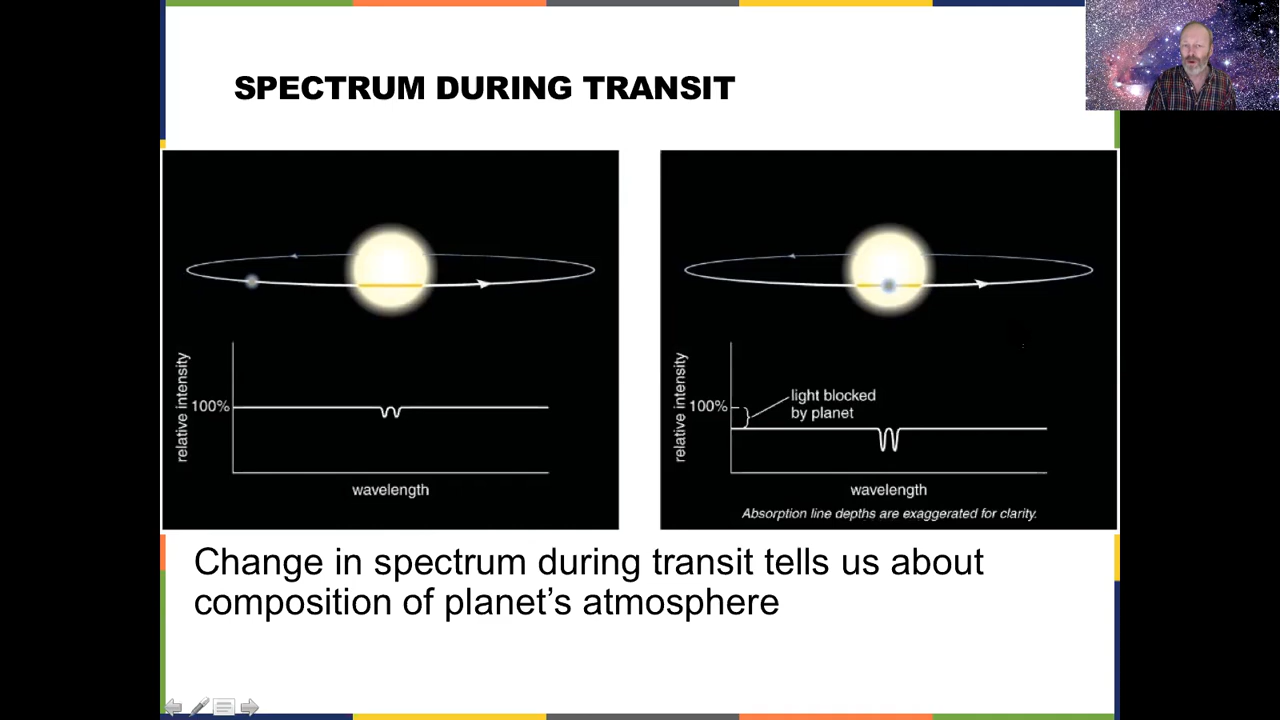 SPECTRUM DURING TRANSIT
relative intensity
100%
wavelength
relative intensity
100%
light blocked
by planet
wavelength
Absorption line depths are exaggerated for clarity.
Change in spectrum during transit tells us about
composition of planet’s atmosphere